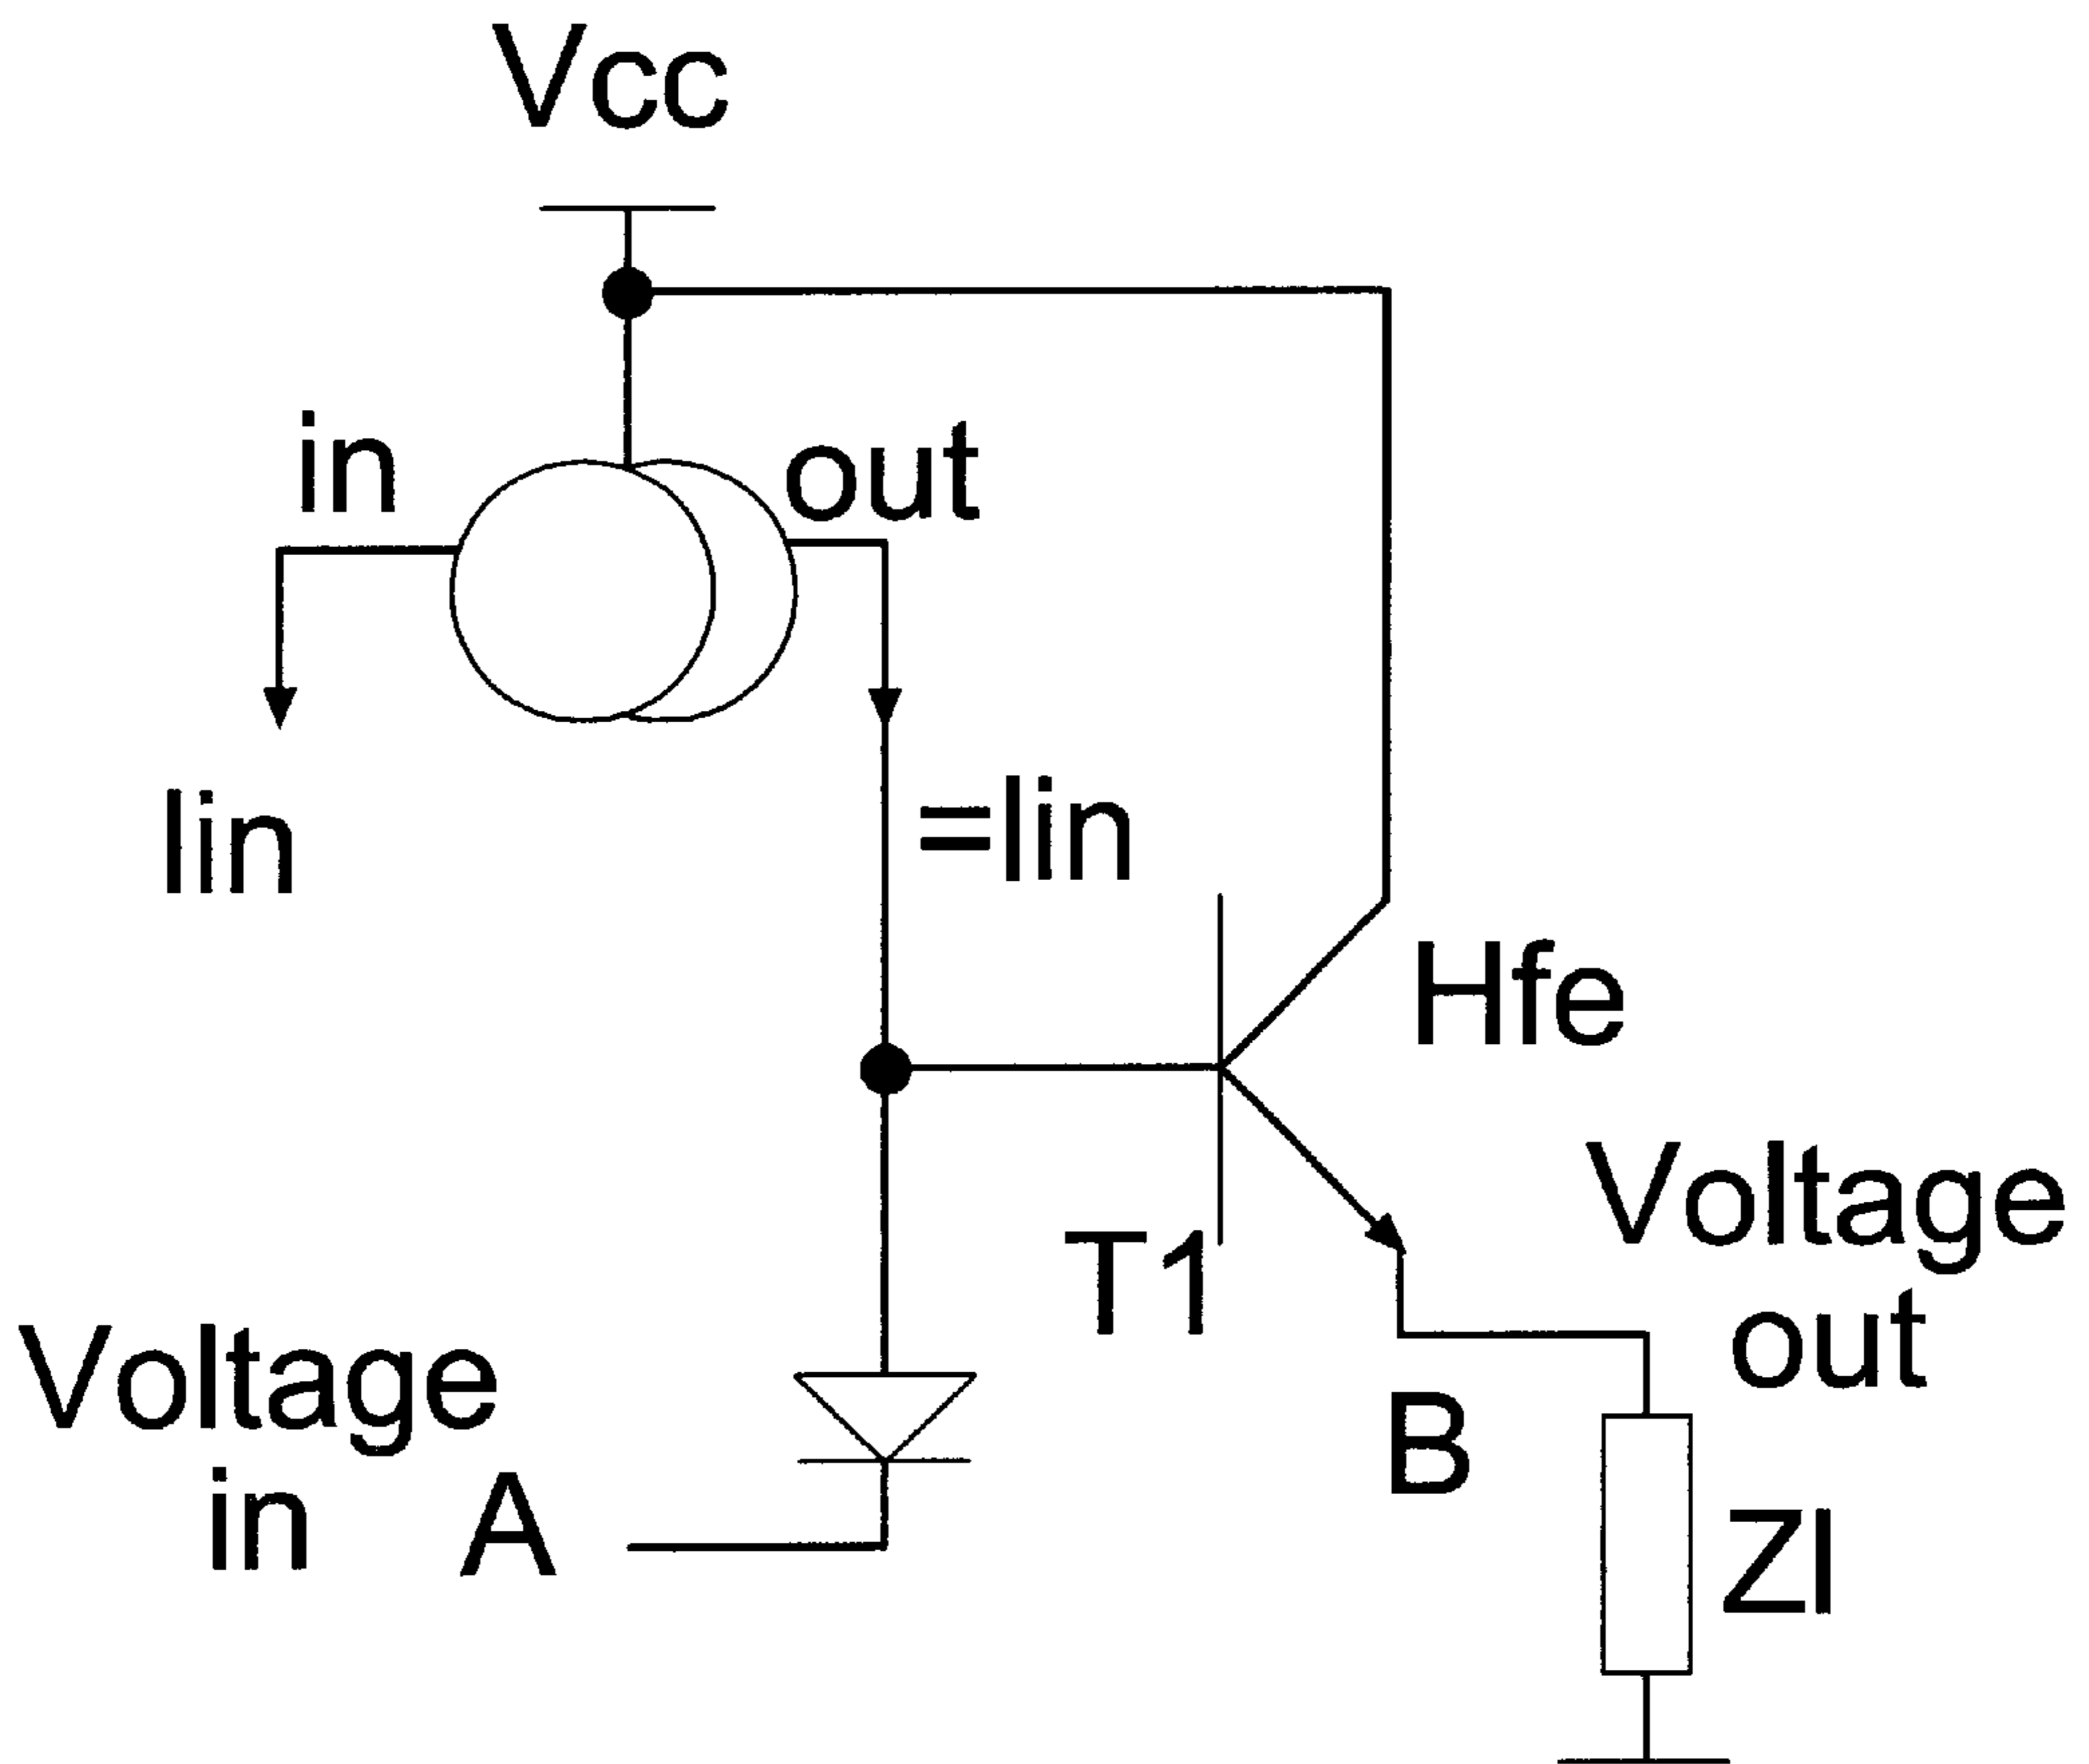 Vcc
in
out
Iin
=Iin
Hfe
T1
Voltage
out
Voltage
in A
B
Zl